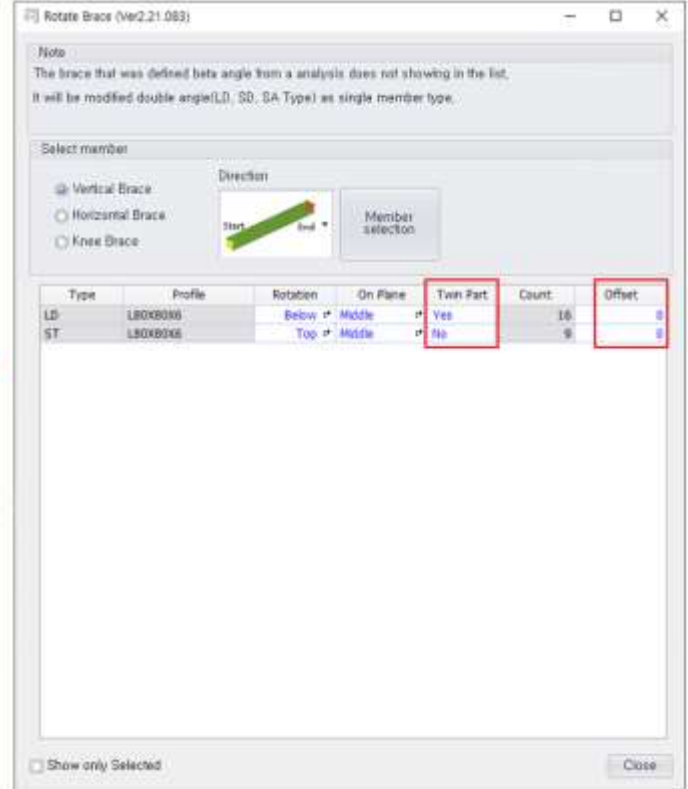 Rotate Brace (Ver2.21.083)
Note
The brace that was defined beta angle from a analysis does not showing in the list.
It will be modified double angle(LD, SD, SA Type) as single member type.
Select member
Vertical Brace
Horizontal Brace
Knee Brace
Direction
Start
End
Member
selection
Type Profile Rotation On Plane Twin Part Count Offset
LD L80X80X6 Below Middle Yes 16 0
ST L80X80X6 Top Middle No 9 0
Show only Selected
Close